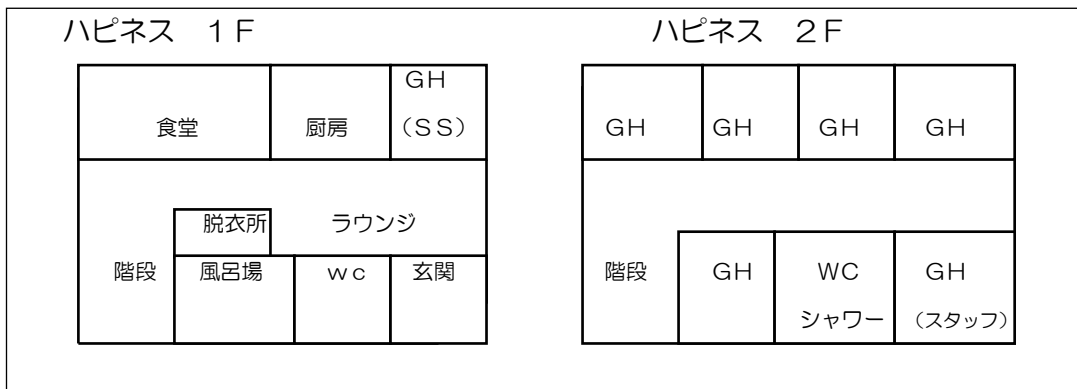 ハピネス 1F
GH
食堂 厨房 (SS)
脱衣所 ラウンジ
階段 風呂場 wc 玄関
ハピネス 2F
GH GH GH GH
階段 GH WC GH
シャワー (スタッフ)